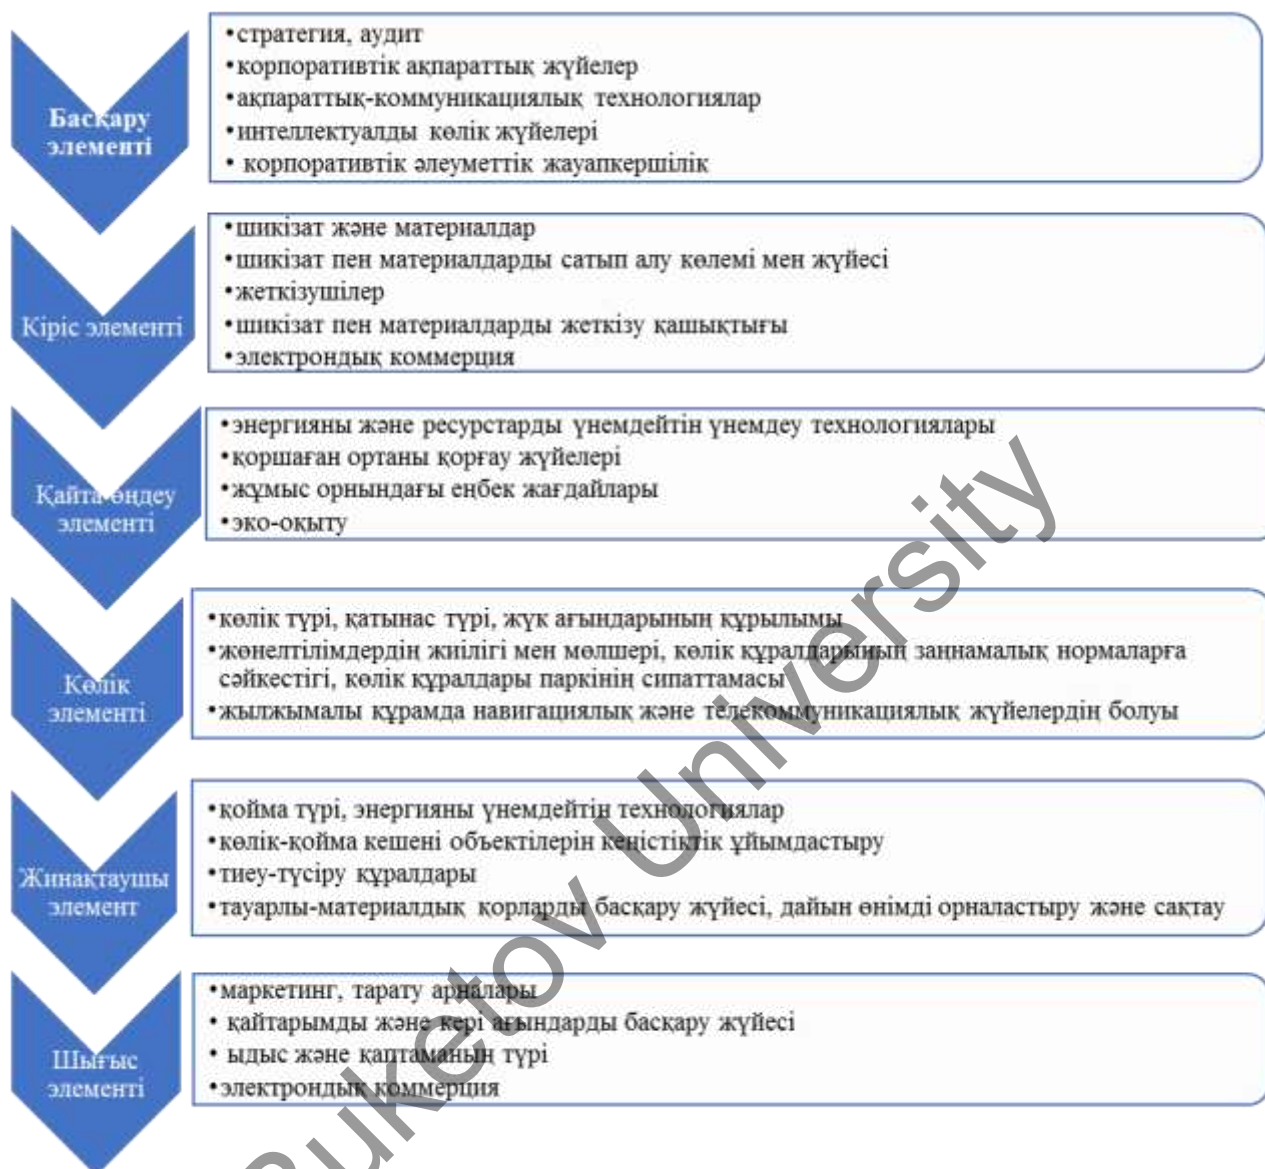 Басқару
элементі
•стратегия, аудит
•корпоративтік ақпараттық жүйелер
•ақпараттық-коммуникациялық технологиялар
•интеллектуалды көлік жүйелері
• корпоративтік әлеуметтік жауапкершілік
Кіріс элементі
•шикізат және материалдар
•шикізат пен материалдарды сатып алу көлемі мен жүйесі
•жеткізушілер
•шикізат пен материалдарды жеткізу қашықтығы
•электрондық коммерция
Қайта өңдеу
элементі
•энергияны және ресурстарды үнемдейтін үнемдеу технологиялары
•қоршаған ортаны қорғау жүйелері
•жұмыс орнындағы еңбек жағдайлары
•эко-оқыту
Көлік
элементі
•көлік түрі, қатынас түрі, жүк ағындарының құрылымы
•жөнелтілімдердің жиілігі мен мөлшері, көлік құралдарының заңнамалық нормаларға
сәйкестігі, көлік құралдары паркінің сипаттамасы
•жылжымалы құрамда навигациялық және телекоммуникациялық жүйелердің болуы
Жинақтаушы
элемент
•қойма түрі, энергияны үнемдейтін технологиялар
•көлік-қойма кешені объектілерін кеңістіктік ұйымдастыру
•тиеу-түсіру құралдары
•тауарлы-материалдық қорларды басқару жүйесі, дайын өнімді орналастыру және сақтау
Шығыс
элементі
•маркетинг, тарату арналары
• қайтарымды және кері ағындарды басқару жүйесі
• ыдыс және қаптаманың түрі
•электрондық коммерция
Buketov University